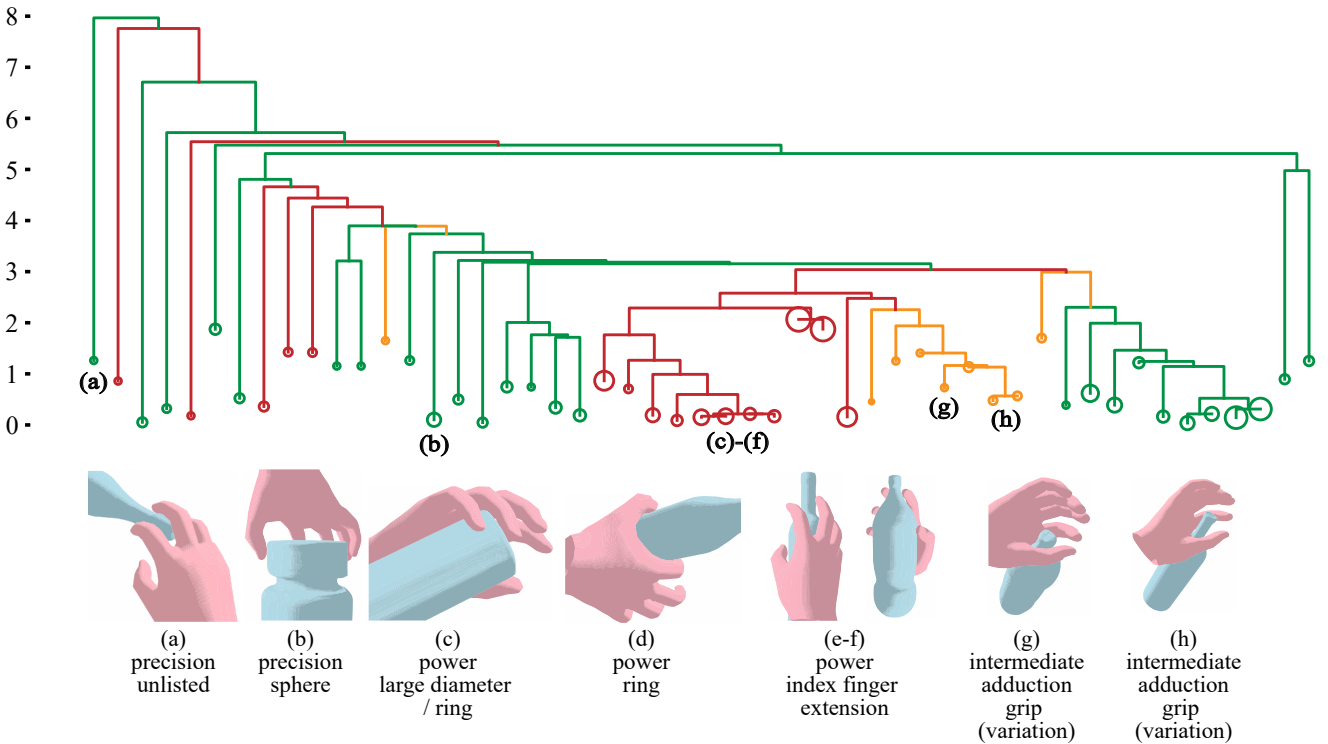 8
7
6
5
4
3
2
1
0
(a)
(b)
(c)-(f)
(g)
(h)
(a)
precision
unlisted
(b)
precision
sphere
(c)
power
large diameter
/ ring
(d)
power
ring
(e-f)
power
index finger
extension
(g)
intermediate
adduction
grip
(variation)
(h)
intermediate
adduction
grip
(variation)